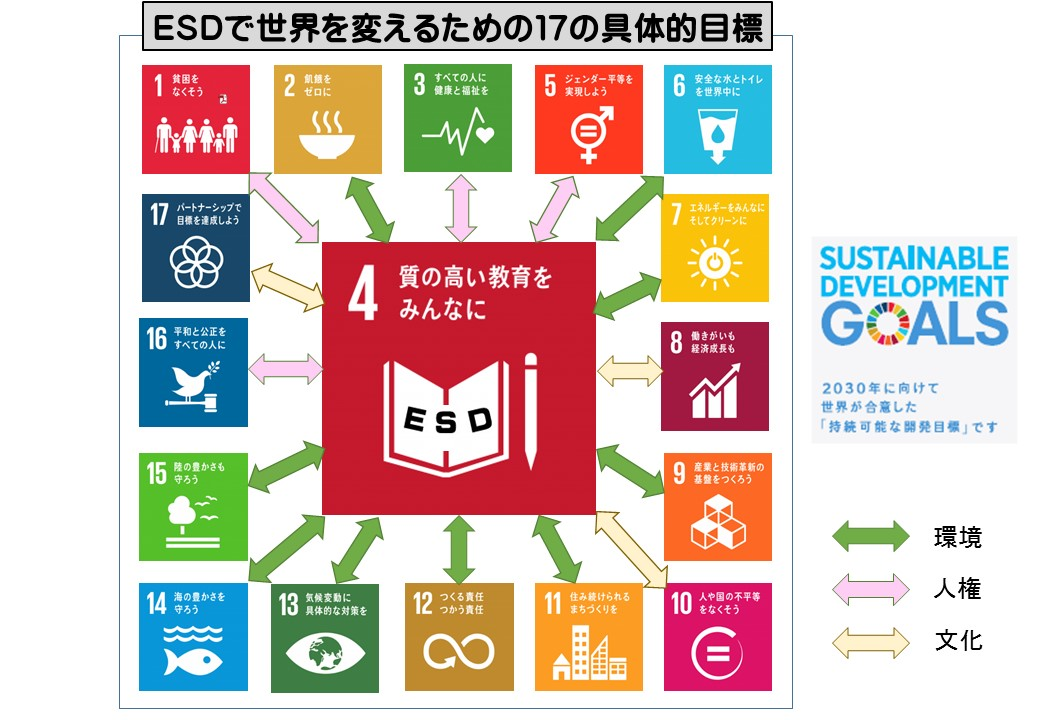 ESDで世界を変えるための17の具体的目標
1 貧困を
なくそう
2 飢餓を
ゼロに
3 すべての人に
健康と福祉を
5 ジェンダー平等を
実現しよう
6 安全な水とトイレ
を世界中に
17 パートナーシップで
目標を達成しよう
7 エネルギーをみんなに
そしてクリーンに
4 質の高い教育を
みんなに
ESD
16 平和と公正を
すべての人に
8 働きがいも
経済成長も
15 陸の豊かさも
守ろう
9 産業と技術革新の
基盤をつくろう
14 海の豊かさを
守ろう
13 気候変動に
具体的な対策を
12 つくる責任
つかう責任
11 住み続けられる
まちづくりを
10 人や国の不平等
をなくそう
SUSTAINABLE
DEVELOPMENT
GOALS
2030年に向けて
世界が合意した
「持続可能な開発目標」です
環境
人権
文化